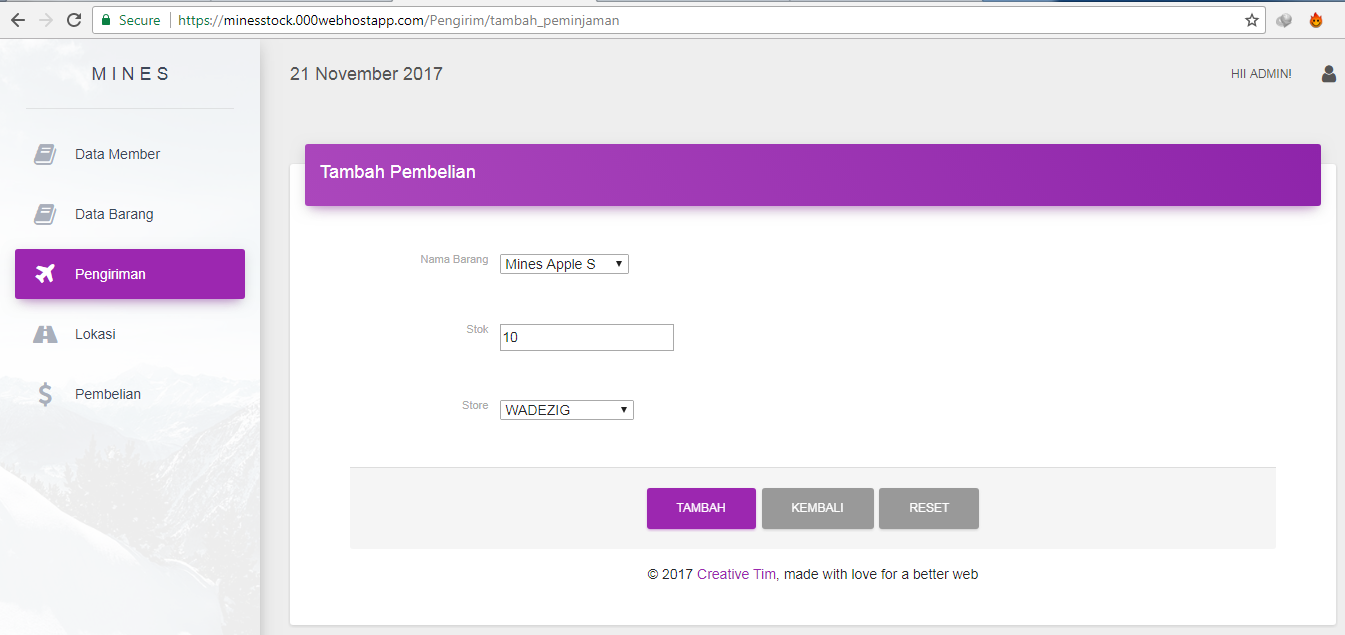 Secure https://minesstock.000webhostapp.com/Pengirim/tambah_peminjaman
MINES
Data Member
Data Barang
Pengiriman
Lokasi
Pembelian
21 November 2017
HII ADMIN!
Tambah Pembelian
Nama Barang Mines Apple S
Stok 10
Store WADEZIG
TAMBAH KEMBALI RESET
© 2017 Creative Tim, made with love for a better web